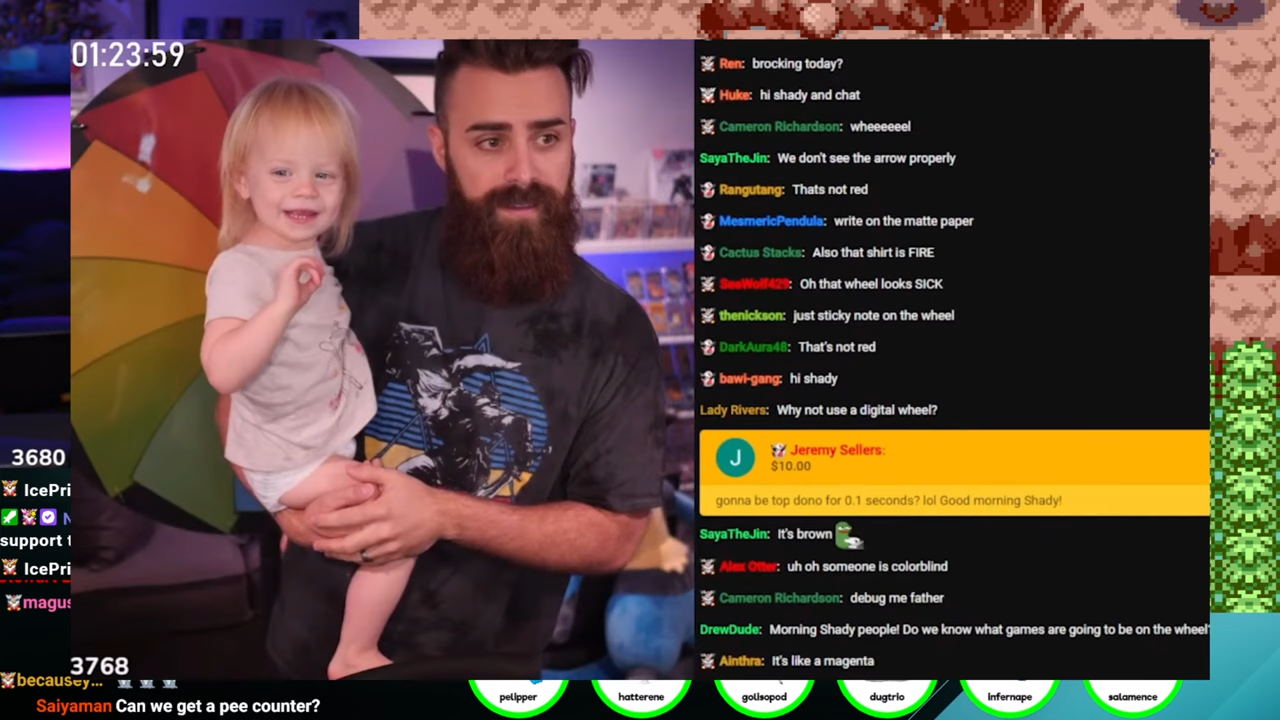 01:23:59
Ren: brocking today?
Huke: hi shady and chat
Cameron Richardson: wheeeeeel
SayaTheJin: We don't see the arrow properly
Rangutang: Thats not red
MesmericPendula: write on the matte paper
Cactus Stacks: Also that shirt is FIRE
SeaWolf429: Oh that wheel looks SICK
thenickson: just sticky note on the wheel
DarkAura48: That's not red
bawi-gang: hi shady
Lady Rivers: Why not use a digital wheel?
J
Jeremy Sellers:
$10.00
gonna be top dono for 0.1 seconds? lol Good morning Shady!
SayaTheJin: It's brown
Alex Otter: uh oh someone is colorblind
Cameron Richardson: debug me father
DrewDude: Morning Shady people! Do we know what games are going to be on the wheel
Ainthra: It's like a magenta
3680
IcePri
N
support t
IcePri
magus
3768
becausey...
Saiyaman Can we get a pee counter?
pelipper
hatterene
golisopod
dugtrio
infernape
salamence